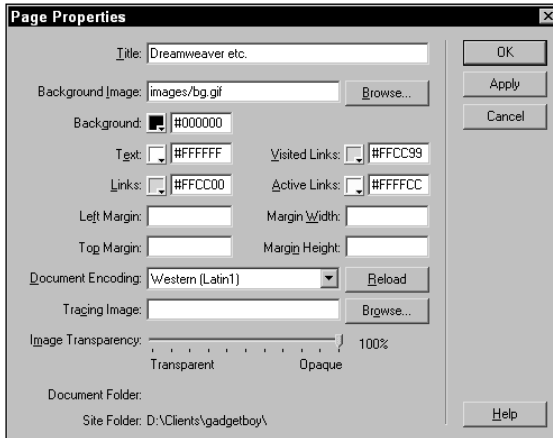 Page Properties
Title: Dreamweaver etc.
OK
Background Image: images/bg.gif Browse...
Apply
Background: #000000
Cancel
Text: #FFFFFF Visited Links: #FFCC99
Links: #FFCC00 Active Links: #FFFFCC
Left Margin: Margin Width:
Top Margin: Margin Height:
Document Encoding: Western (Latin1) Reload
Tracing Image: Browse...
Image Transparency: 100%
Transparent Opaque
Document Folder:
Site Folder: D:\Clients\gadgetboy\
Help